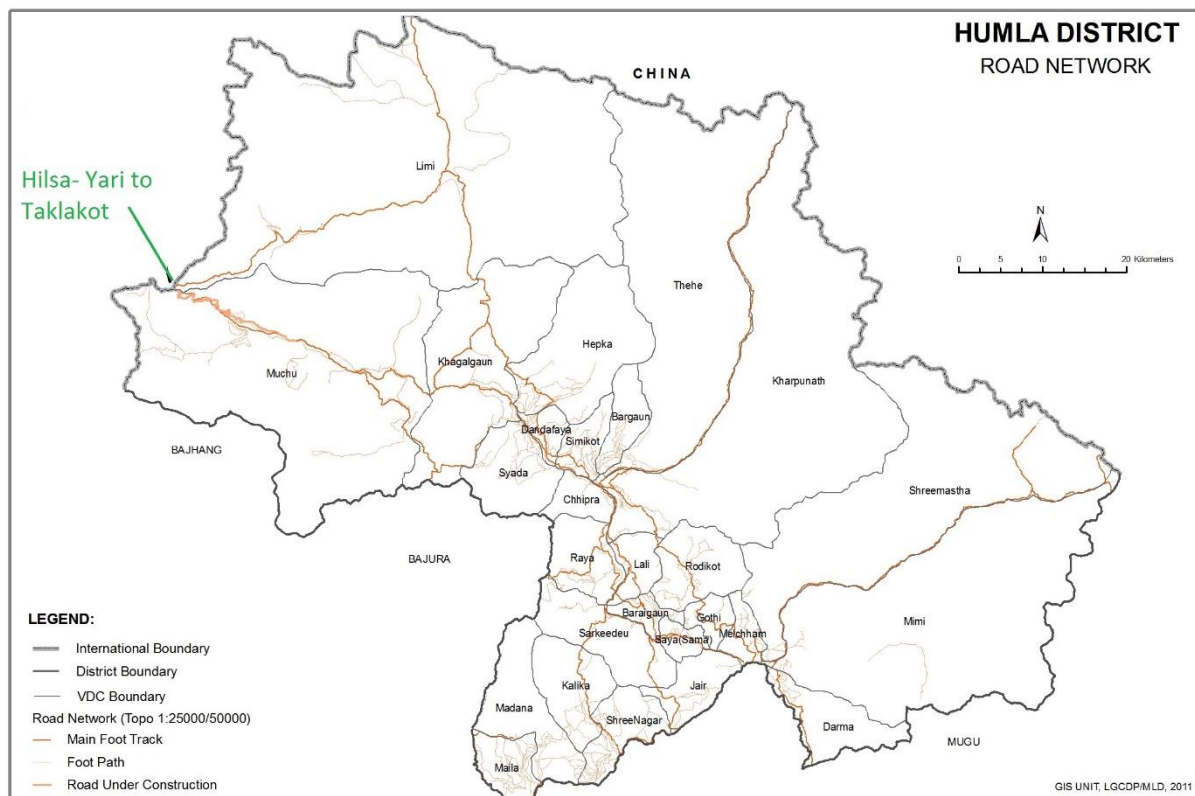 HUMLA DISTRICT
ROAD NETWORK
CHINA
Limi
Hilsa- Yari to
Taklakot
N
0 5 10 20 Kilometers
Thehe
Hepka
Khagalgaun
Muchu
Kharpunath
Bargaun
Dandafaya
Simikot
BAJHANG
Syada
Shreemastha
Chhipra
BAJURA
Raya
Lali
Rodikot
Baraigaun
Gothi
Mimi
Sarkeedeu
Saya(Sama)
Melchham
Kalika
Jair
Madana
ShreeNagar
Darma
MUGU
Maila
LEGEND:
International Boundary
District Boundary
VDC Boundary
Road Network (Topo 1:25000/50000)
Main Foot Track
Foot Path
Road Under Construction
GIS UNIT, LGCDP/MLD, 2011